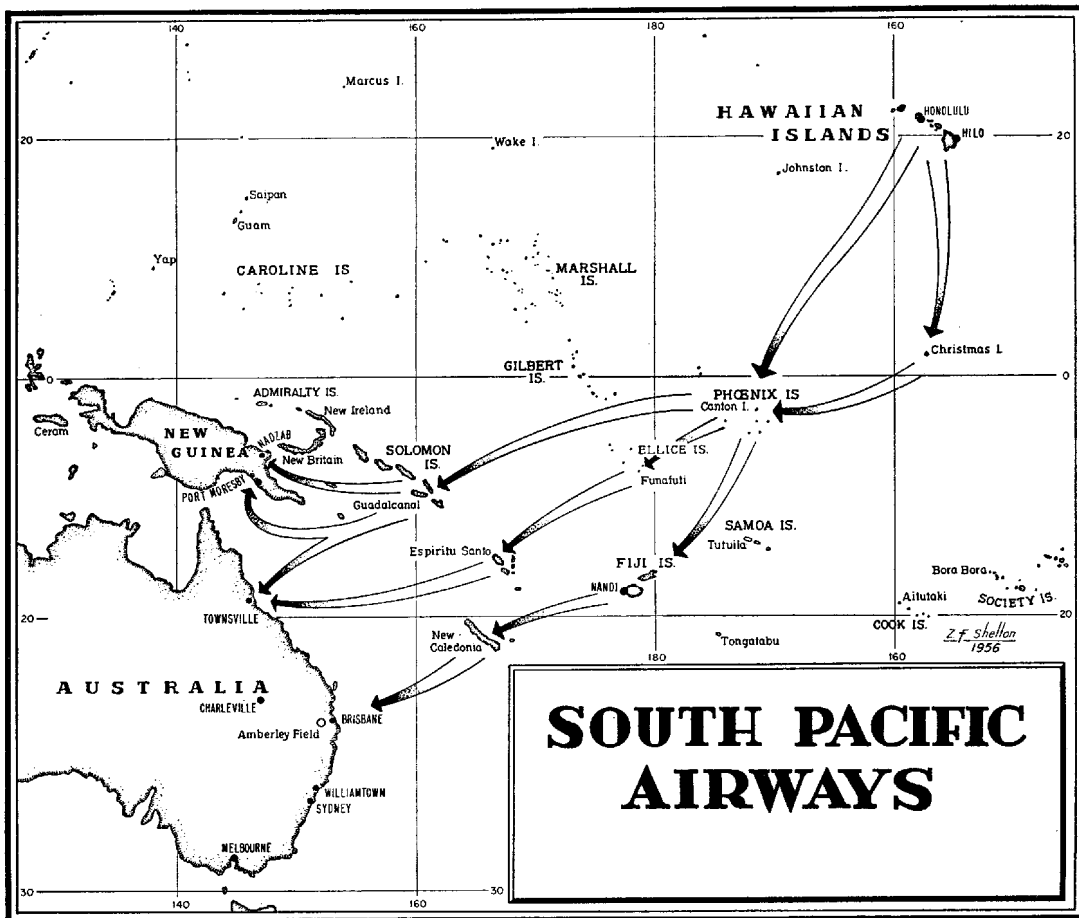 140
160
180
160
Marcus I.
HAWAIIAN
ISLANDS
HONOLULU
HILO
20
20
Wake I.
Johnston I.
Saipan
Guam
Yap
CAROLINE IS
MARSHALL
IS.
GILBERT
IS.
Christmas I.
0
0
PHŒNIX IS
Canton I.
ADMIRALTY IS.
New Ireland
Ceram
NEW
GUINEA
NADZAB
New Britain
SOLOMON
IS.
ELLICE IS.
Funafuti
PORT MORESBY
Guadalcanal
SAMOA IS.
Tutuila
Espiritu Santo
FIJI IS.
NANDI
Bora Bora
SOCIETY IS.
Aitutaki
COOK IS.
TOWNSVILLE
20
20
New
Caledonia
Tongatabu
Z.F. Shelton
1956
180
160
AUSTRALIA
CHARLEVILLE
BRISBANE
Amberley Field
WILLIAMTOWN
SYDNEY
MELBOURNE
SOUTH PACIFIC
AIRWAYS
30
30
140
160